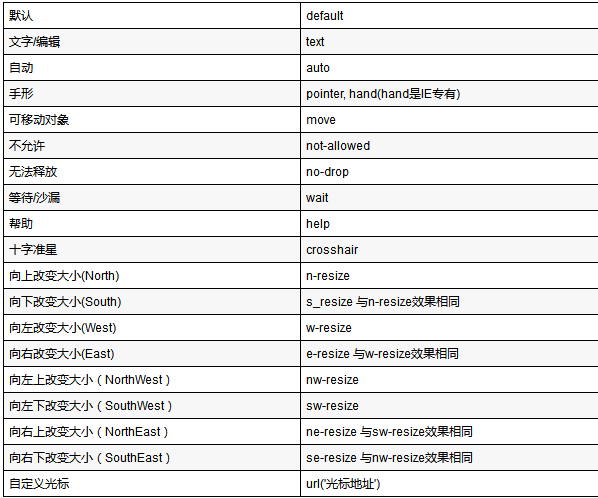 默认 default
文字/编辑 text
自动 auto
手形 pointer, hand(hand是IE专有)
可移动对象 move
不允许 not-allowed
无法释放 no-drop
等待/沙漏 wait
帮助 help
十字准星 crosshair
向上改变大小(North) n-resize
向下改变大小(South) s_resize 与n-resize效果相同
向左改变大小(West) w-resize
向右改变大小(East) e-resize 与w-resize效果相同
向左上改变大小（NorthWest） nw-resize
向左下改变大小（SouthWest） sw-resize
向右上改变大小（NorthEast） ne-resize 与sw-resize效果相同
向右下改变大小（SouthEast） se-resize 与nw-resize效果相同
自定义光标 url('光标地址')